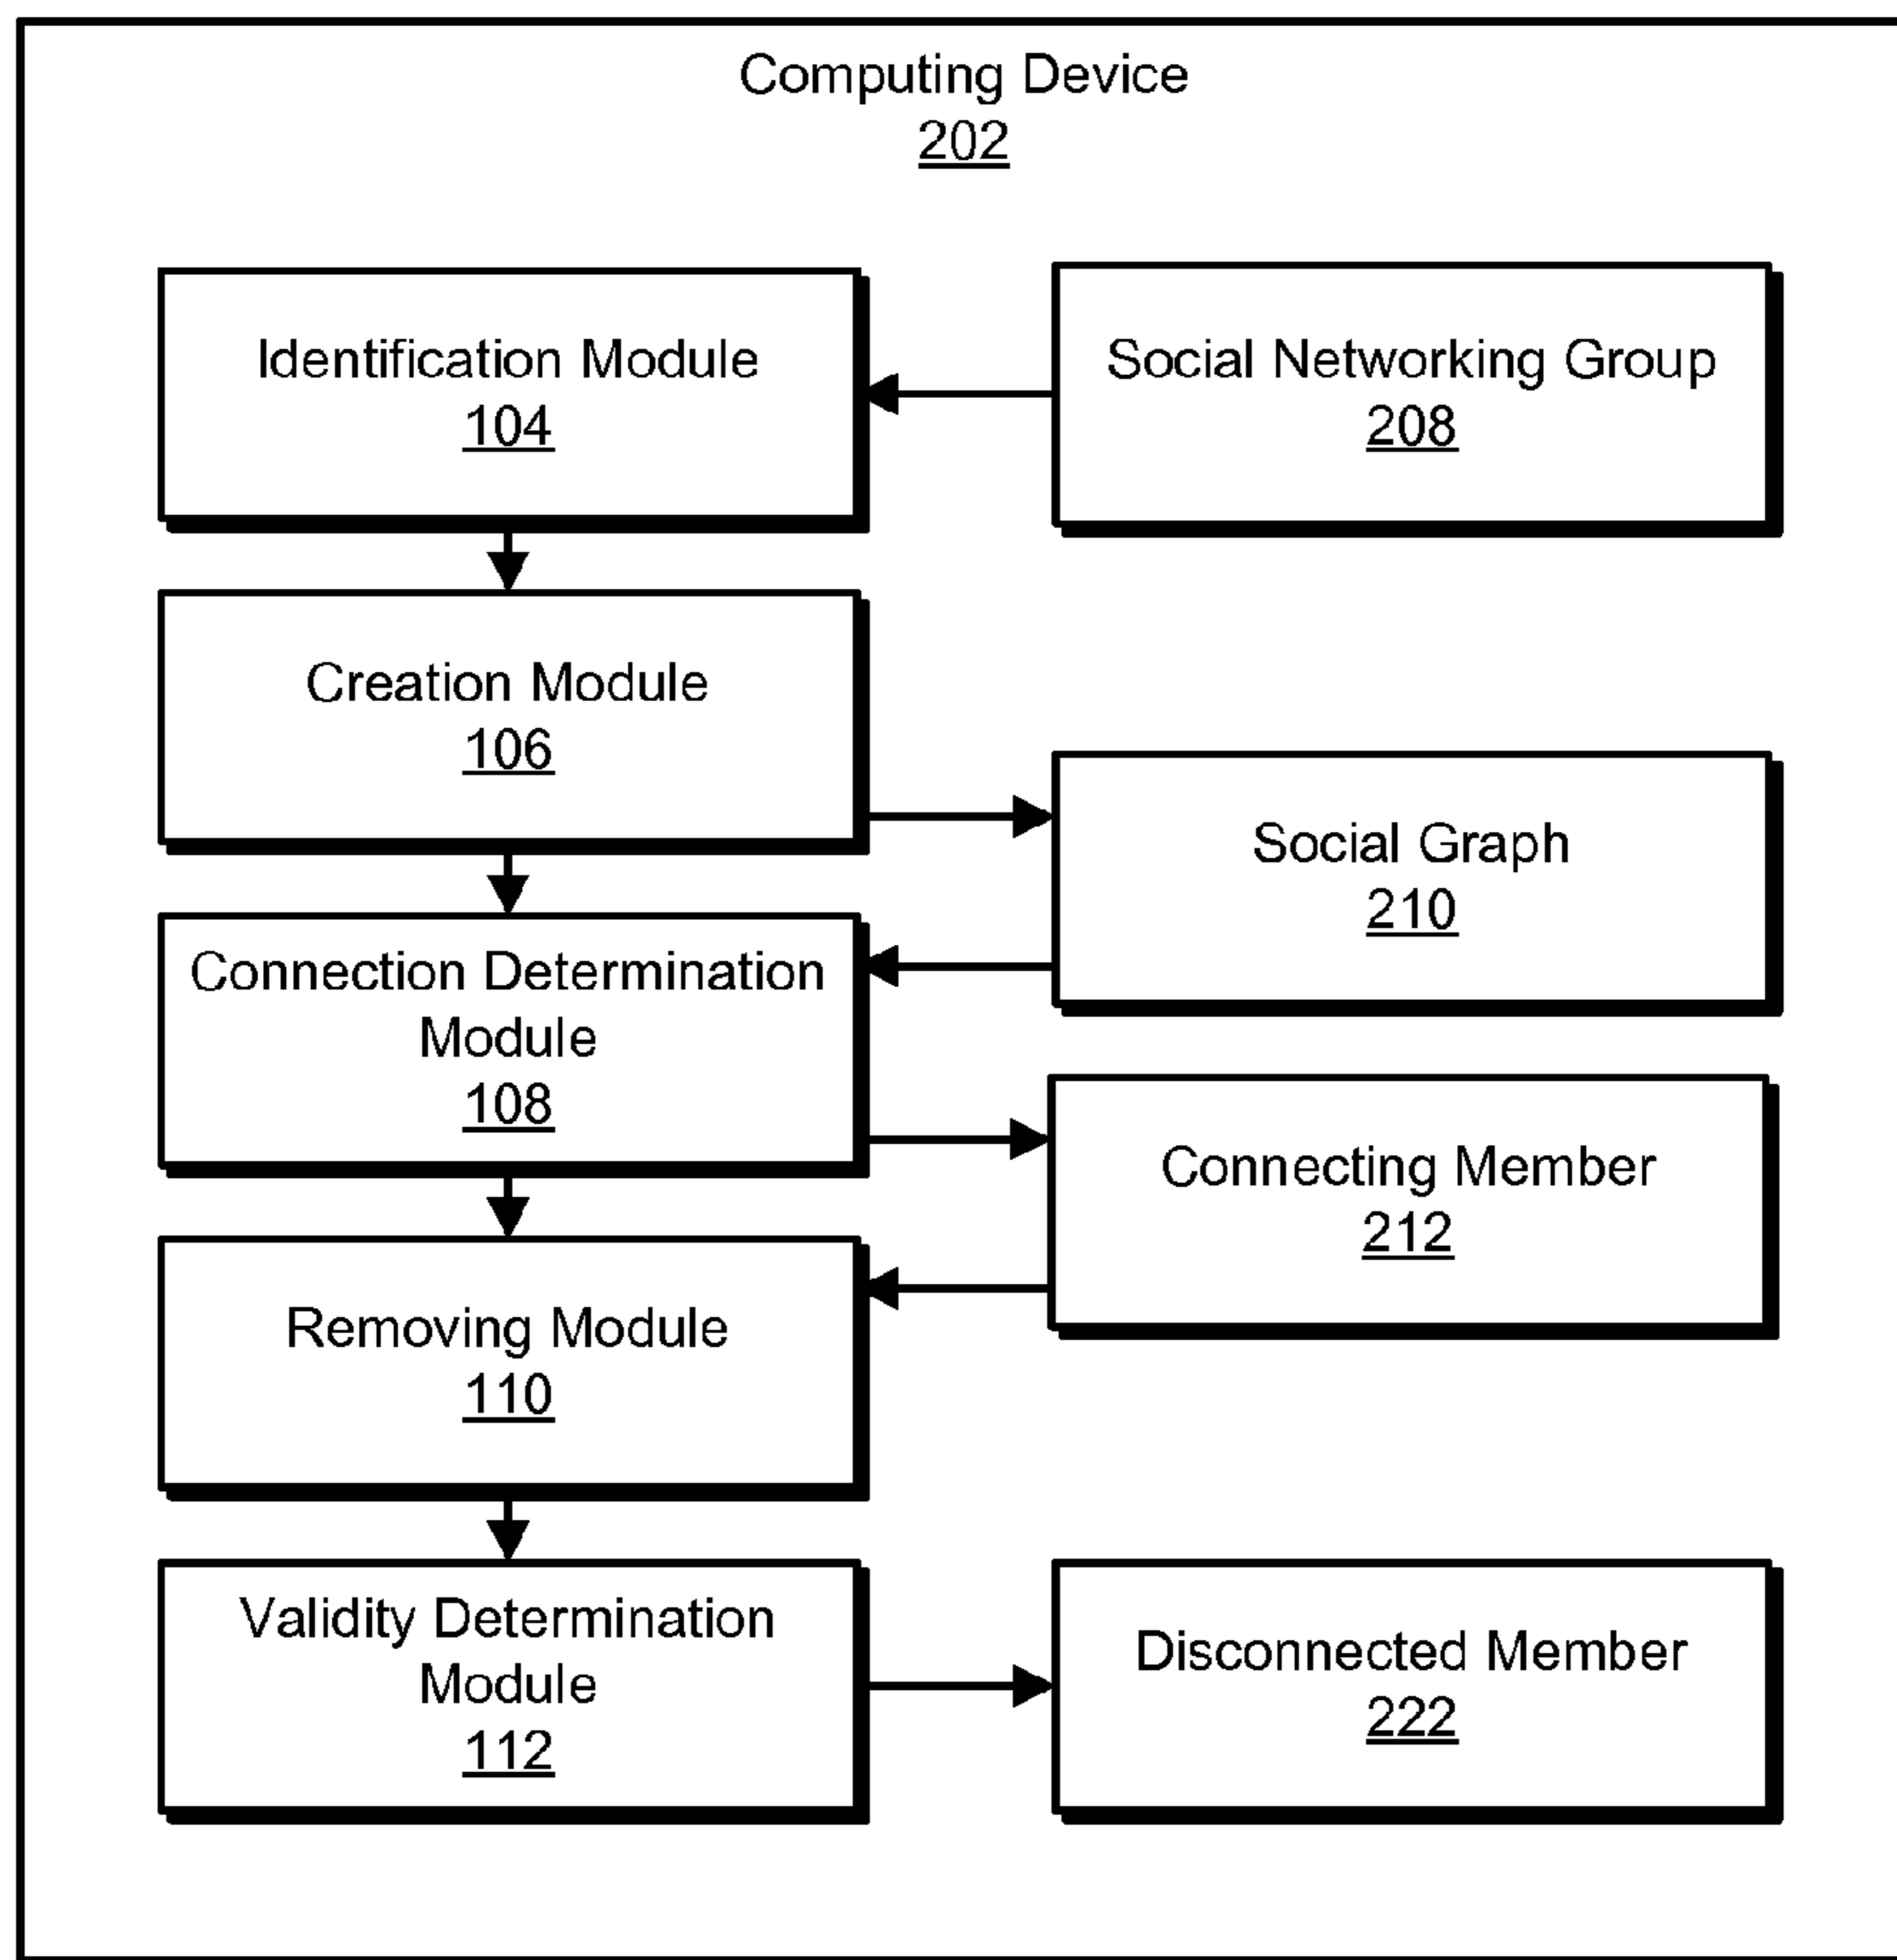 Computing Device
202
Identification Module
104
Social Networking Group
208
Creation Module
106
Social Graph
210
Connection Determination
Module
108
Connecting Member
212
Removing Module
110
Validity Determination
Module
112
Disconnected Member
222